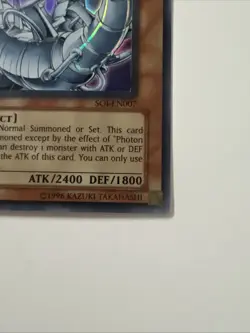 SOI-EN007
CT]
Normal Summoned or Set. This card
moned except by the effect of "Photon
an destroy 1 monster with ATK or DEF
the ATK of this card. You can only use
ATK/2400 DEF/1800
©1996 KAZUKI TAKAHASHI